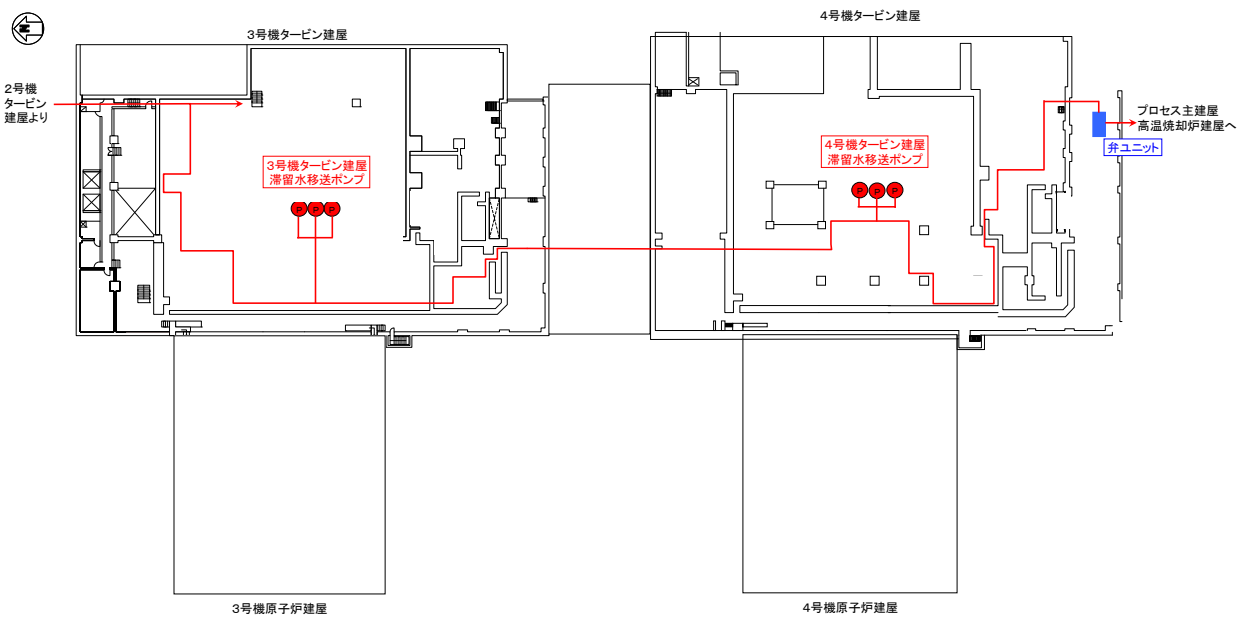 N
3号機タービン建屋
4号機タービン建屋
2号機
タービン
建屋より
プロセス主建屋
高温焼却炉建屋へ
弁ユニット
3号機タービン建屋
滞留水移送ポンプ
4号機タービン建屋
滞留水移送ポンプ
P P P
P P P
3号機原子炉建屋
4号機原子炉建屋